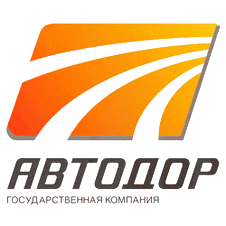 АВТОДОР
ГОСУДАРСТВЕННАЯ КОМПАНИЯ